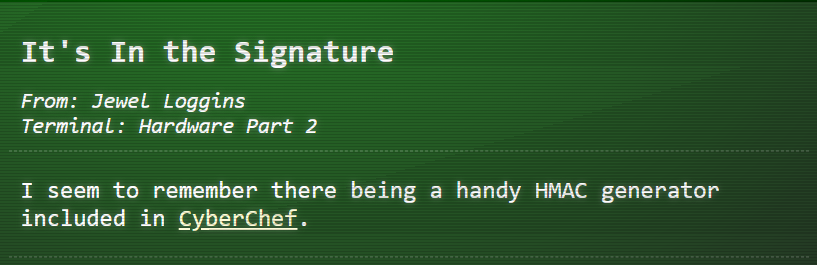 It's In the Signature
From: Jewel Loggins
Terminal: Hardware Part 2
I seem to remember there being a handy HMAC generator
included in CyberChef.